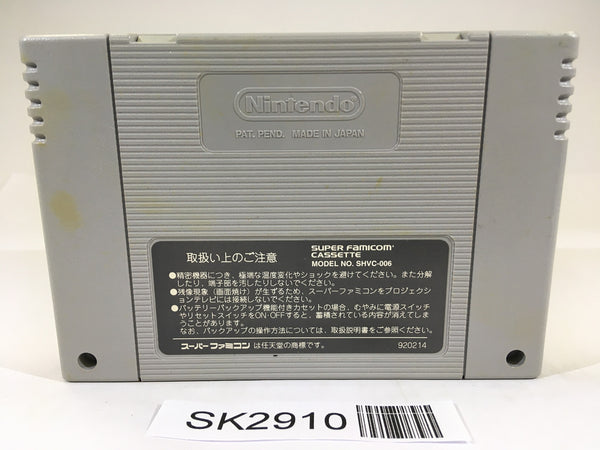 Nintendo®
PAT. PEND. MADE IN JAPAN
取扱い上のご注意
SUPER FAMICOM™
CASSETTE
MODEL NO. SHVC-006
●精密機器につき、極端な温度変化やショックを避けてください。また分解
したり、端子部を汚したりしないでください。
●残像現象(画面焼け)が生ずるため、スーパーファミコンをプロジェクシ
ョンテレビには接続しないでください。
●バッテリーバックアップ機能付きカセットの場合、むやみに電源スイッチ
やリセットスイッチをON・OFFすると、蓄積されている内容が消えてしま
うことがあります。
なお、バックアップの操作方法については、取扱説明書をご参照ください。
スーパーファミコン は任天堂の商標です。
920214
SK2910